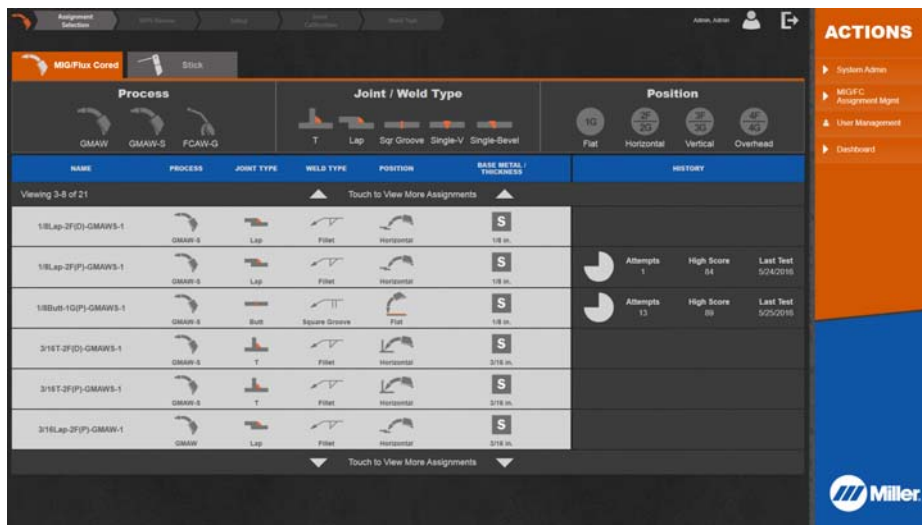 Assignment Selection
Admin, Admin
ACTIONS
System Admin
MIG/FC Assignment Mgmt
User Management
Dashboard
MIG/Flux Cored
Stick
Process
GMAW GMAW-S FCAW-G
Joint / Weld Type
T Lap Sqr Groove Single-V Single-Bevel
Position
1G 2F 2G 3F 3G 4F 4G
Flat Horizontal Vertical Overhead
NAME PROCESS JOINT TYPE WELD TYPE POSITION BASE METAL / THICKNESS HISTORY
Viewing 3-8 of 21 Touch to View More Assignments
1/8Lap-2F(D)-GMAWS-1 S
GMAW-S Lap Fillet Horizontal 1/8 in.
1/8Lap-2F(P)-GMAWS-1 S Attempts High Score Last Test
GMAW-S Lap Fillet Horizontal 1/8 in. 1 84 5/24/2016
1/8Butt-1G(P)-GMAWS-1 S Attempts High Score Last Test
GMAW-S Butt Square Groove Flat 1/8 in. 13 89 5/25/2016
3/16T-2F(D)-GMAWS-1 S
GMAW-S T Fillet Horizontal 3/16 in.
3/16T-2F(P)-GMAWS-1 S
GMAW-S T Fillet Horizontal 3/16 in.
3/16Lap-2F(P)-GMAW-1 S
GMAW Lap Fillet Horizontal 3/16 in.
Touch to View More Assignments
Miller